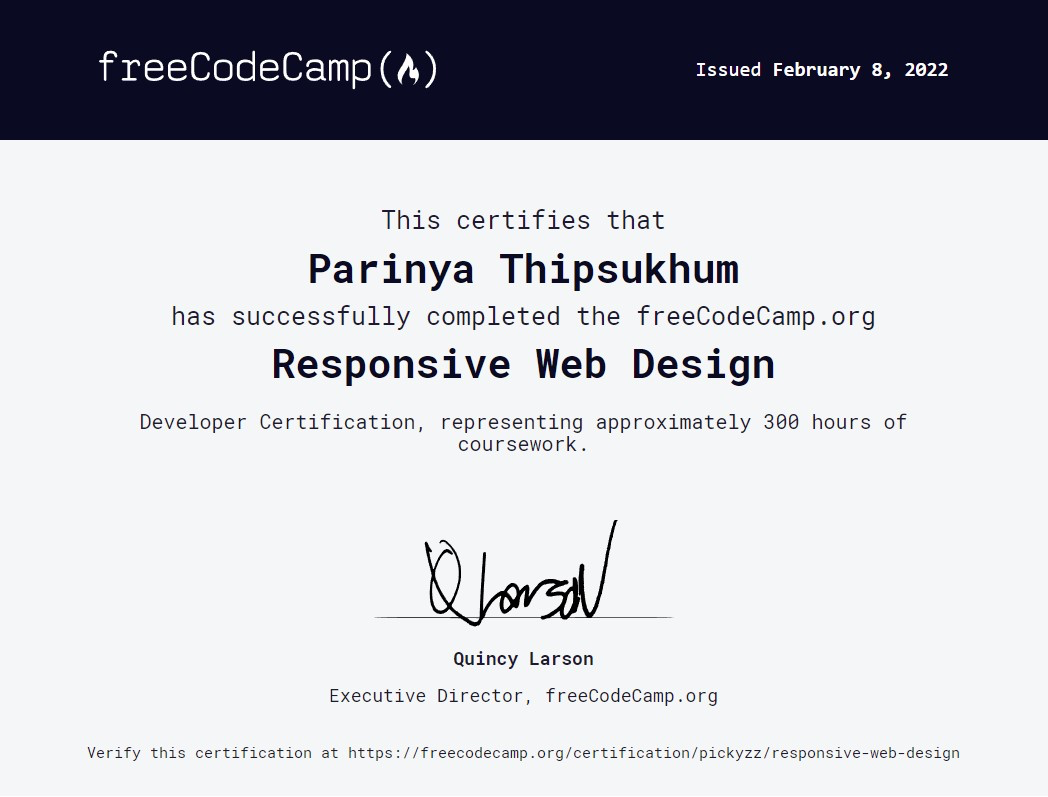 freeCodeCamp(🔥)
Issued February 8, 2022
This certifies that
Parinya Thipsukhum
has successfully completed the freeCodeCamp.org
Responsive Web Design
Developer Certification, representing approximately 300 hours of
coursework.
Q Larson
Quincy Larson
Executive Director, freeCodeCamp.org
Verify this certification at https://freecodecamp.org/certification/pickyzz/responsive-web-design